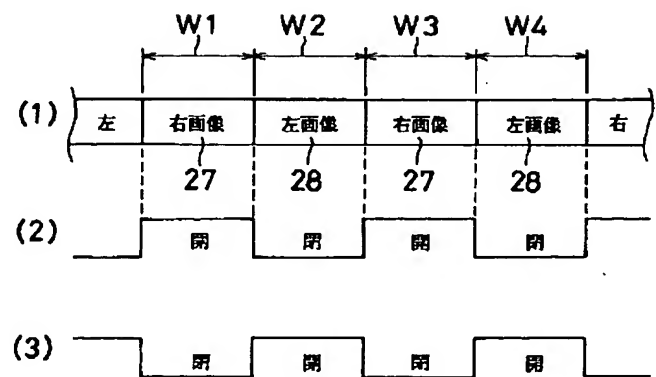 W1 W2 W3 W4
(1) 左 右画像 左画像 右画像 左画像 右
27 28 27 28
(2) 開 閉 開 閉
(3) 閉 開 閉 開